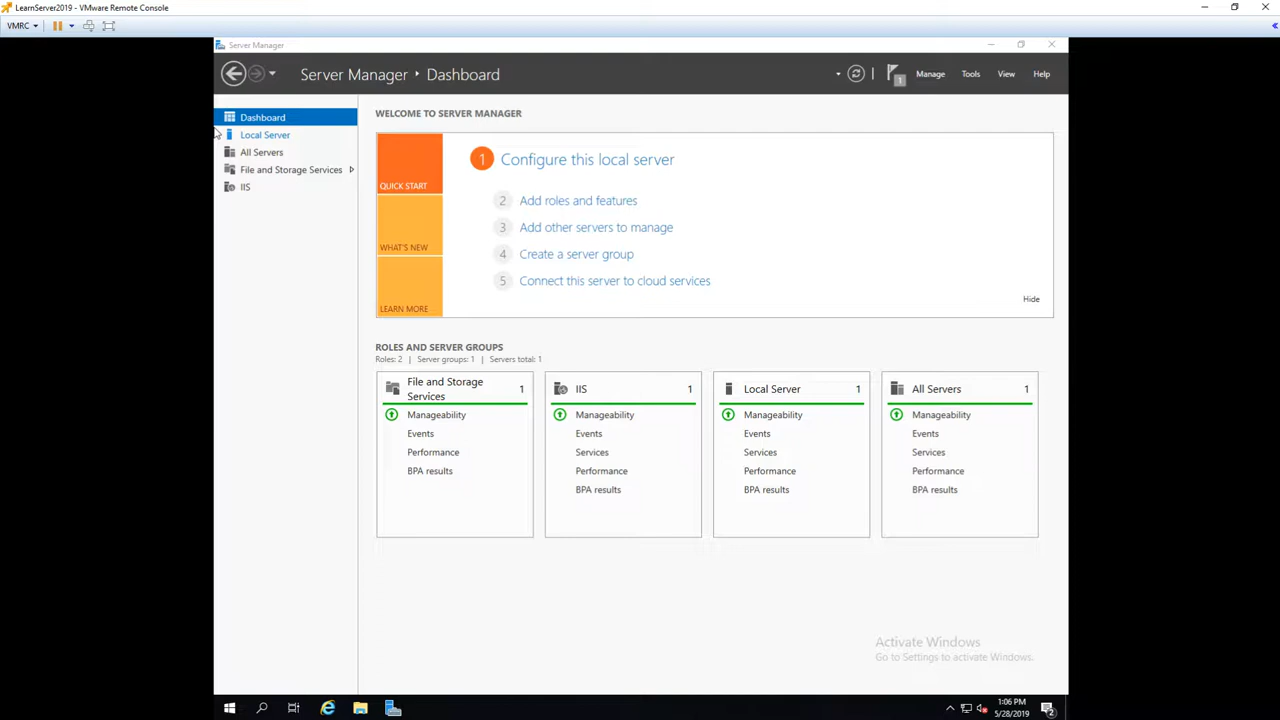 LearnServer2019 - VMware Remote Console
VMRC
Server Manager
Server Manager • Dashboard
1
Manage
Tools
View
Help
Dashboard
Local Server
All Servers
File and Storage Services
IIS
WELCOME TO SERVER MANAGER
QUICK START
WHAT'S NEW
LEARN MORE
1 Configure this local server
2 Add roles and features
3 Add other servers to manage
4 Create a server group
5 Connect this server to cloud services
Hide
ROLES AND SERVER GROUPS
Roles: 2 | Server groups: 1 | Servers total: 1
File and Storage
Services
1
Manageability
Events
Performance
BPA results
IIS 1
Manageability
Events
Services
Performance
BPA results
Local Server 1
Manageability
Events
Services
Performance
BPA results
All Servers 1
Manageability
Events
Services
Performance
BPA results
Activate Windows
Go to Settings to activate Windows.
1:06 PM
5/28/2019
2